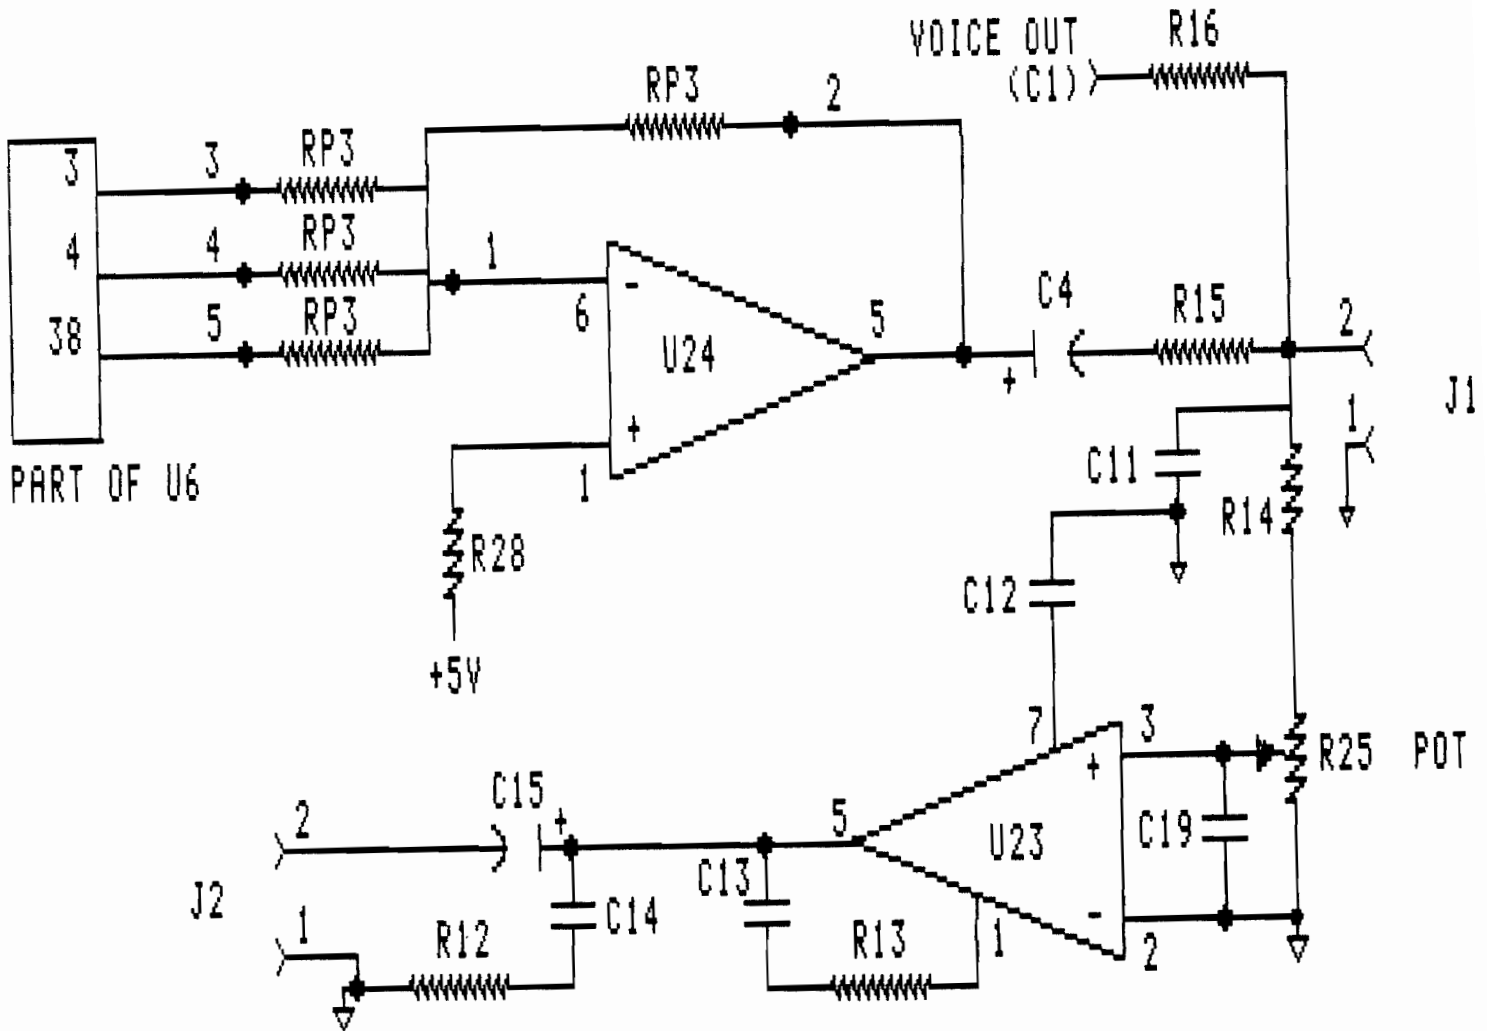 VOICE OUT
(C1)
R16
RP3
2
3
3
RP3
4
4
RP3
38
5
RP3
1
6
-
U24
5
+
1
C4
+
R15
2
1
J1
PART OF U6
R28
+5V
C11
R14
C12
7
3
+
R25 POT
U23
C19
-
2
1
5
C15
+
2
J2
1
C13
C14
R12
R13